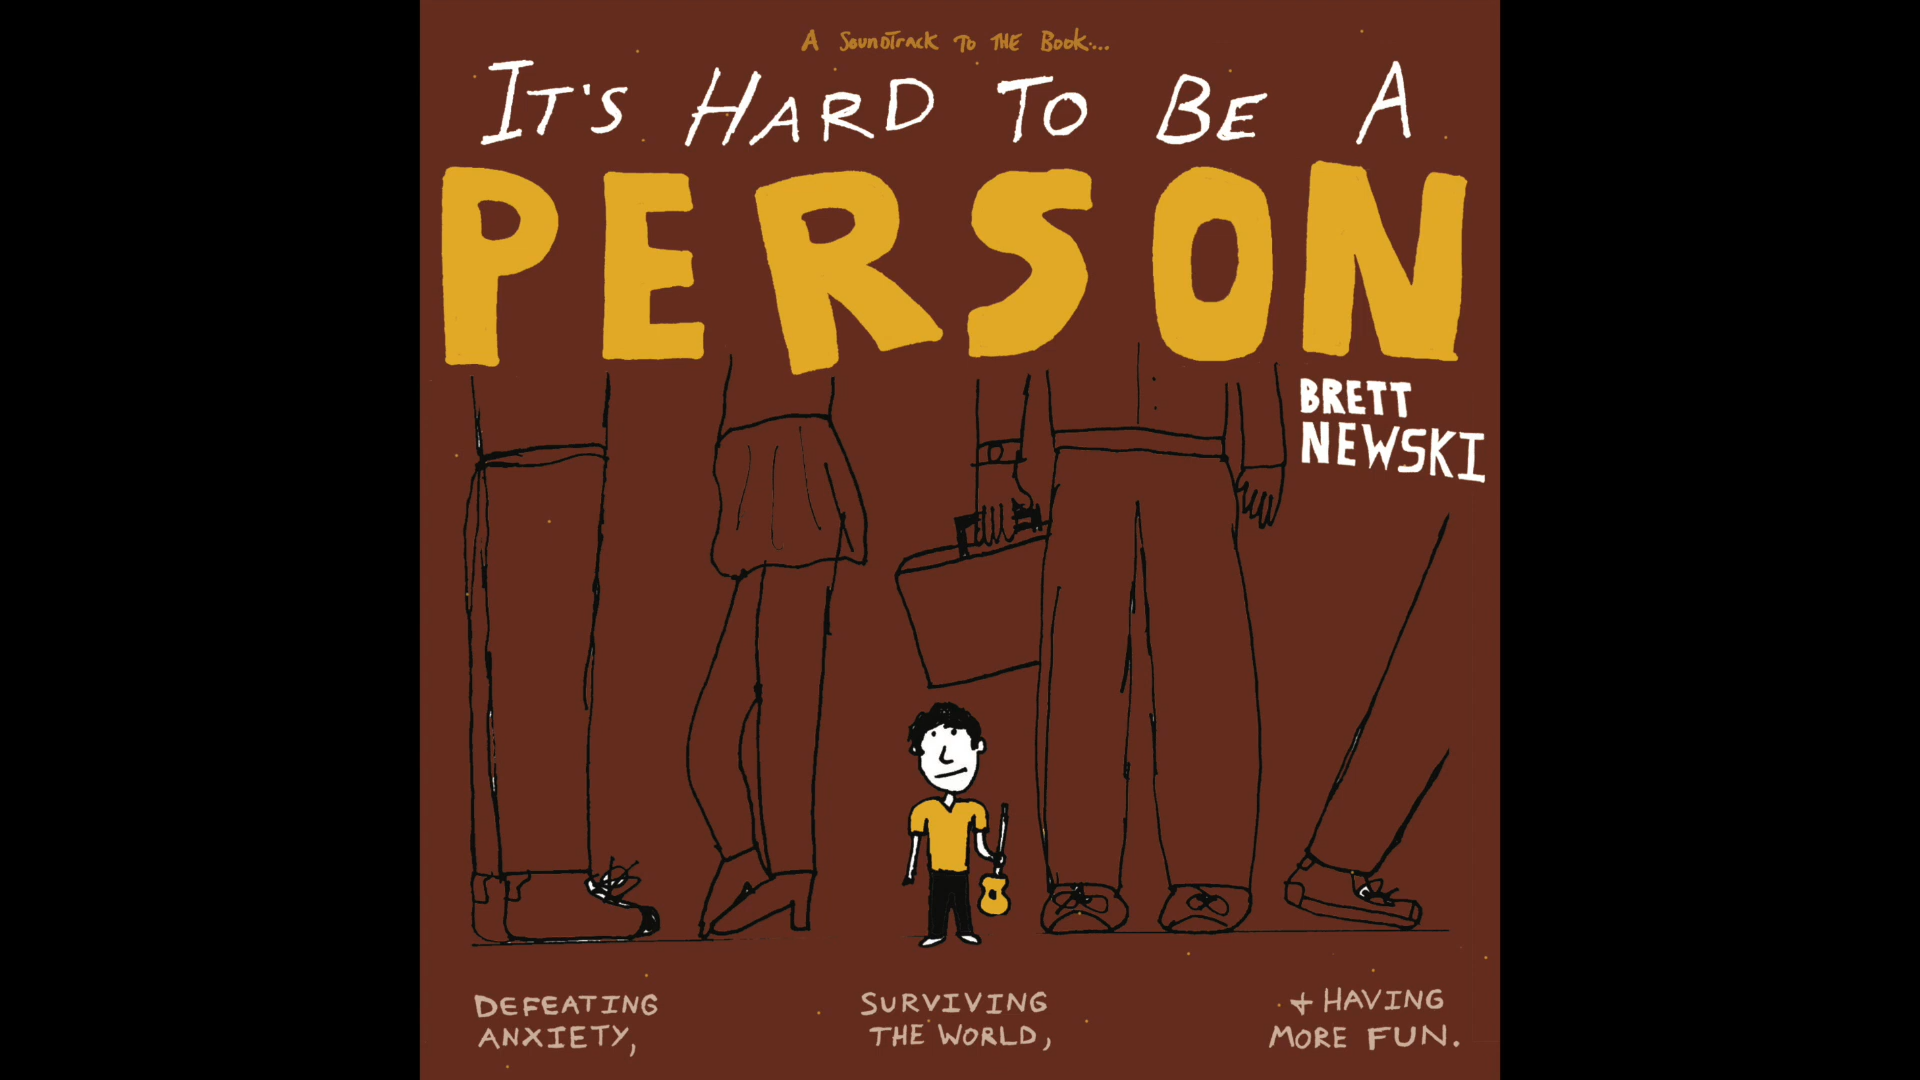 A SOUNDTRACK TO THE BOOK....
IT'S HARD TO BE A
PERSON
BRETT
NEWSKI
DEFEATING
ANXIETY,
SURVIVING
THE WORLD,
+ HAVING
MORE FUN.